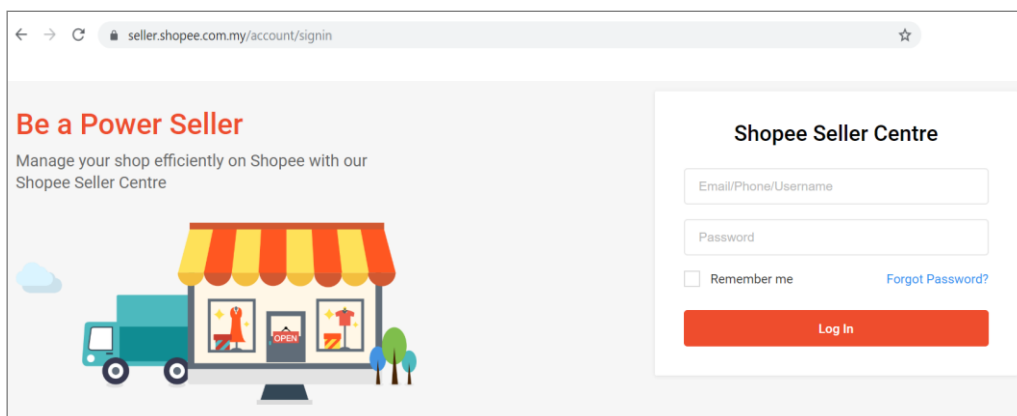 seller.shopee.com.my/account/signin
Be a Power Seller
Manage your shop efficiently on Shopee with our
Shopee Seller Centre
OPEN
Shopee Seller Centre
Email/Phone/Username
Password
Remember me
Forgot Password?
Log In